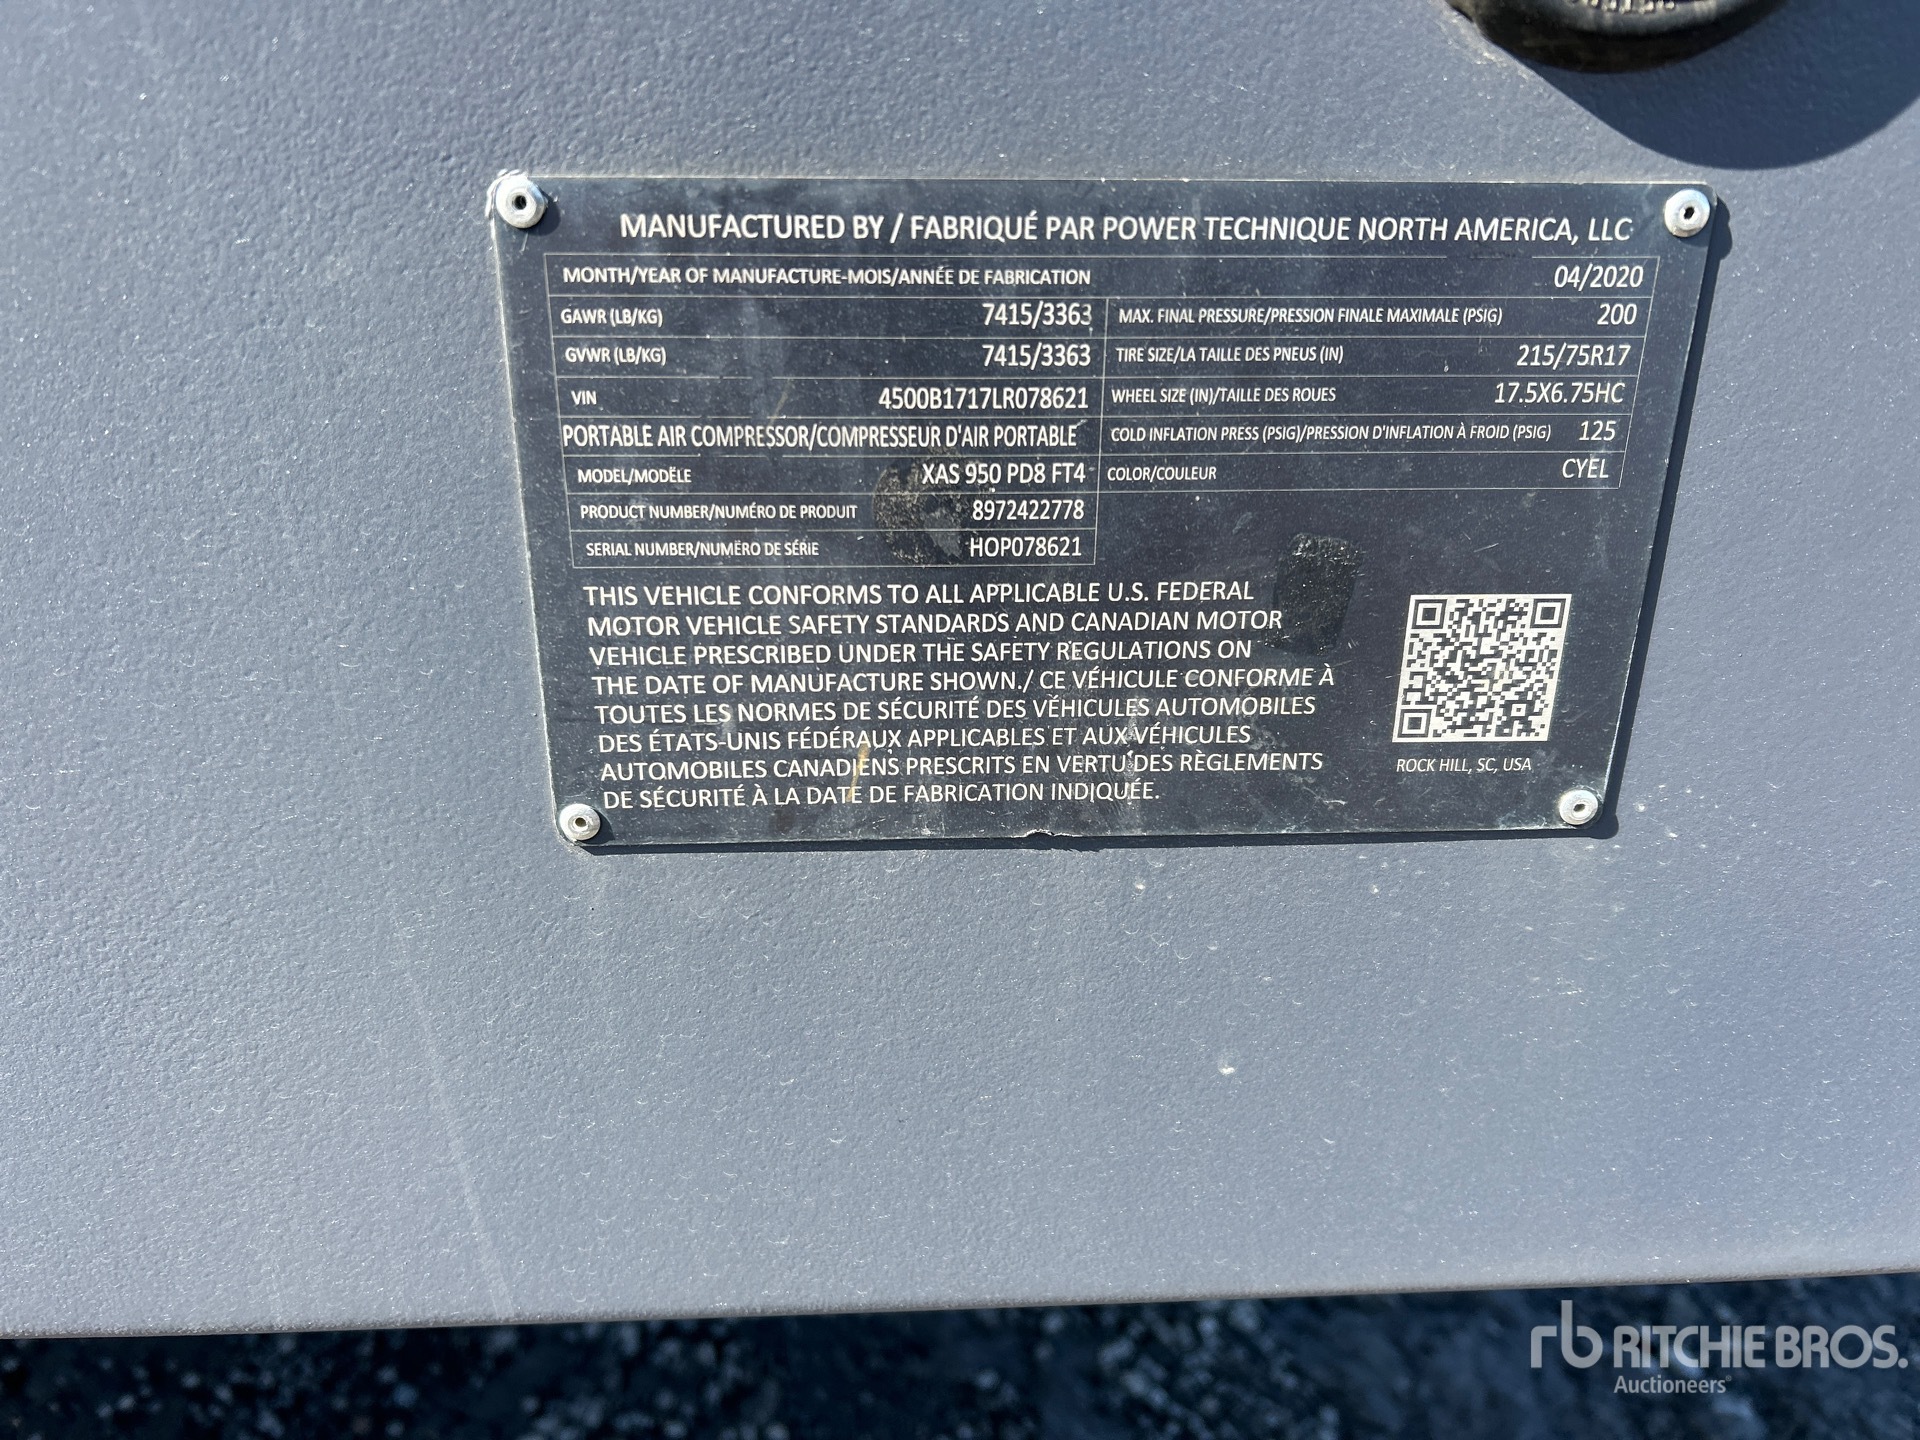 MANUFACTURED BY / FABRIQUÉ PAR POWER TECHNIQUE NORTH AMERICA, LLC
MONTH/YEAR OF MANUFACTURE-MOIS/ANNÉE DE FABRICATION 04/2020
GAWR (LB/KG) 7415/3363 MAX. FINAL PRESSURE/PRESSION FINALE MAXIMALE (PSIG) 200
GVWR (LB/KG) 7415/3363 TIRE SIZE/LA TAILLE DES PNEUS (IN) 215/75R17
VIN 4500B1717LR078621 WHEEL SIZE (IN)/TAILLE DES ROUES 17.5X6.75HC
PORTABLE AIR COMPRESSOR/COMPRESSEUR D'AIR PORTABLE COLD INFLATION PRESS (PSIG)/PRESSION D'INFLATION À FROID (PSIG) 125
MODEL/MODËLE XAS 950 PD8 FT4 COLOR/COULEUR CYEL
PRODUCT NUMBER/NUMÉRO DE PRODUIT 8972422778
SERIAL NUMBER/NUMËRO DE SÉRIE HOP078621
THIS VEHICLE CONFORMS TO ALL APPLICABLE U.S. FEDERAL
MOTOR VEHICLE SAFETY STANDARDS AND CANADIAN MOTOR
VEHICLE PRESCRIBED UNDER THE SAFETY REGULATIONS ON
THE DATE OF MANUFACTURE SHOWN./ CE VÉHICULE CONFORME À
TOUTES LES NORMES DE SÉCURITÉ DES VÉHICULES AUTOMOBILES
DES ÉTATS-UNIS FÉDÉRAUX APPLICABLES ET AUX VÉHICULES
AUTOMOBILES CANADIENS PRESCRITS EN VERTU DES RÈGLEMENTS
DE SÉCURITÉ À LA DATE DE FABRICATION INDIQUÉE.
ROCK HILL, SC, USA
rb RITCHIE BROS.
Auctioneers